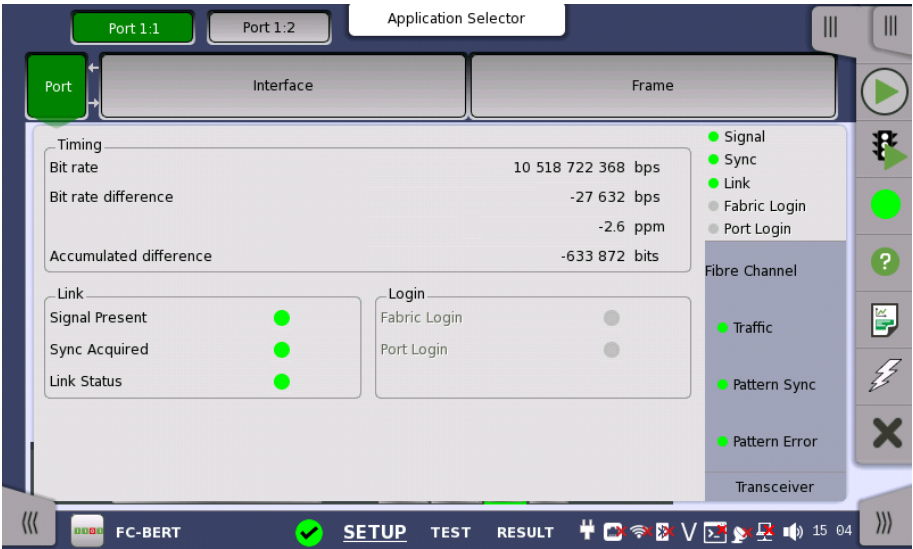 Port 1:1 Port 1:2 Application Selector
Port Interface Frame
Timing
Bit rate 10 518 722 368 bps
Bit rate difference -27 632 bps
-2.6 ppm
Accumulated difference -633 872 bits
Link
Signal Present
Sync Acquired
Link Status
Login
Fabric Login
Port Login
Signal
Sync
Link
Fabric Login
Port Login
Fibre Channel
Traffic
Pattern Sync
Pattern Error
Transceiver
FC-BERT SETUP TEST RESULT 15 04